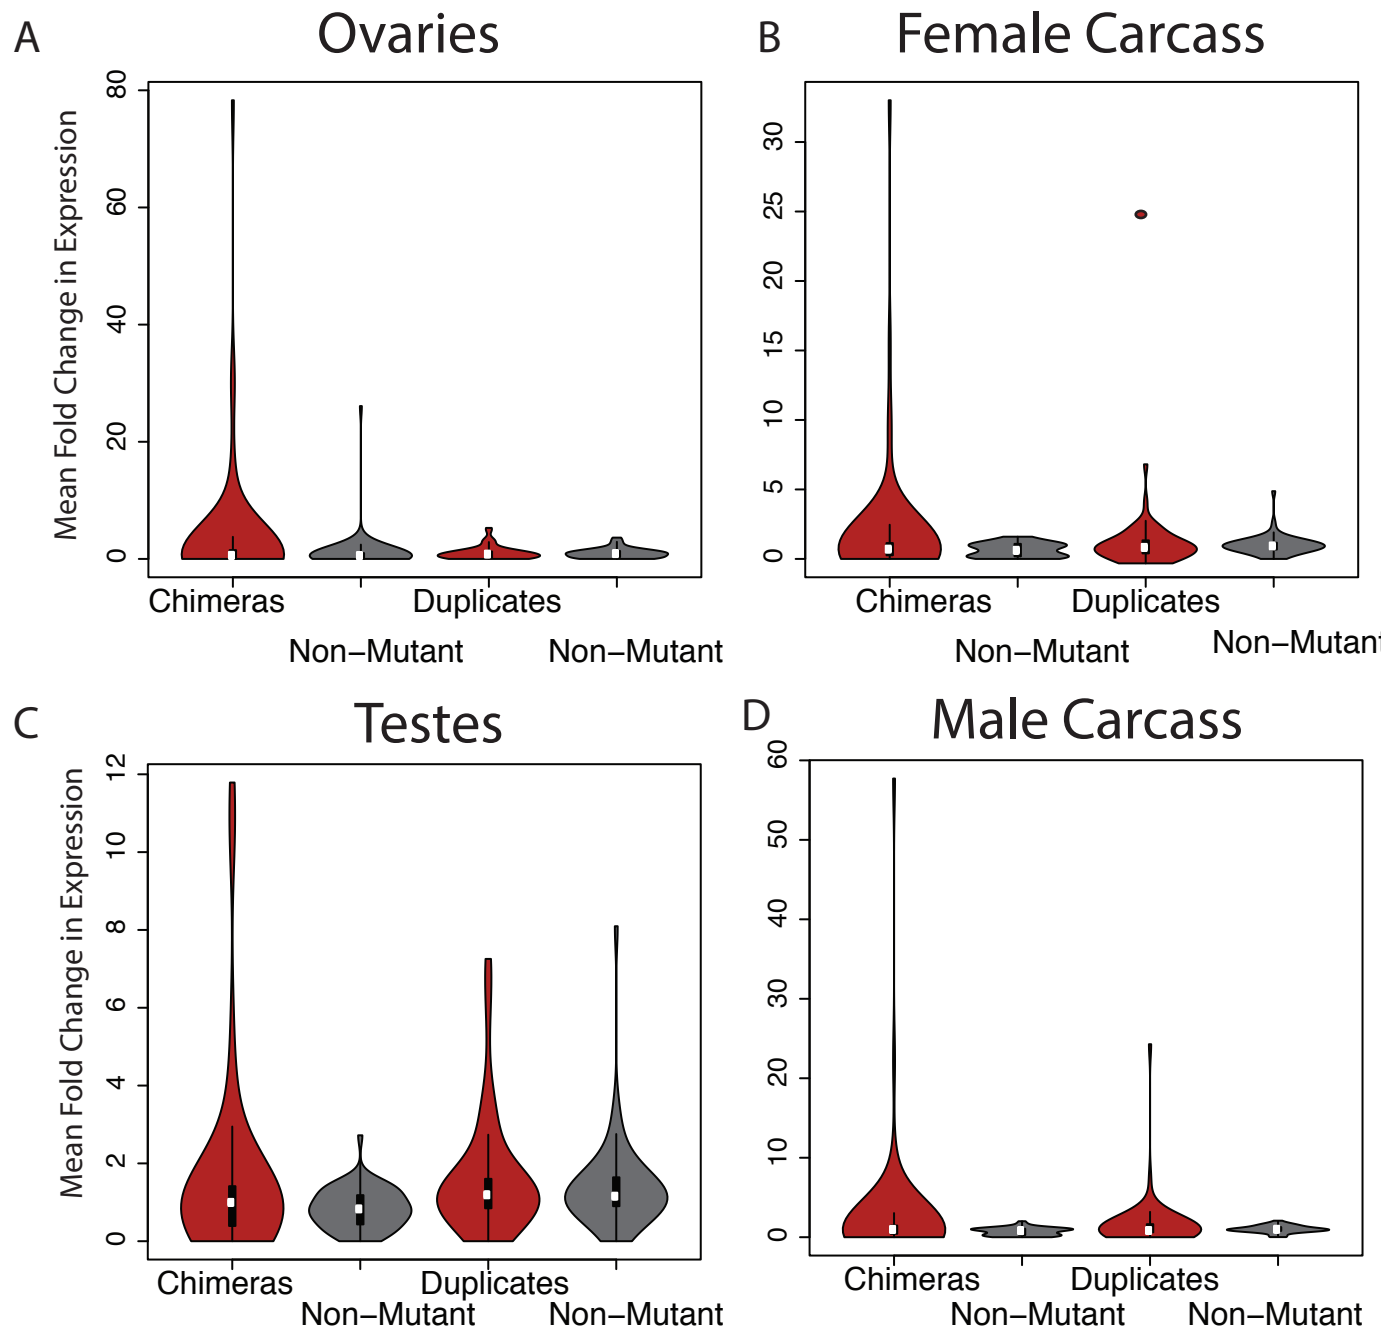 A
Ovaries
Mean Fold Change in Expression
80
60
40
20
0
Chimeras
Non−Mutant
Duplicates
Non−Mutant
B
Female Carcass
30
25
20
15
10
5
0
Chimeras
Non−Mutant
Duplicates
Non−Mutant
C
Testes
Mean Fold Change in Expression
12
10
8
6
4
2
0
Chimeras
Non−Mutant
Duplicates
Non−Mutant
D
Male Carcass
60
50
40
30
20
10
0
Chimeras
Non−Mutant
Duplicates
Non−Mutant